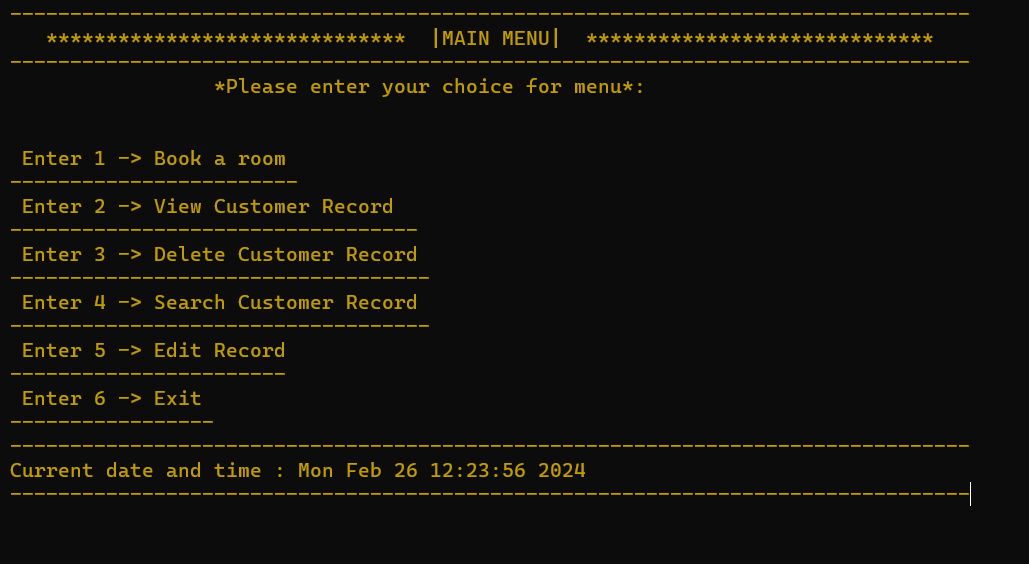 --------------------------------------------------------------------------------
   ******************************  |MAIN MENU|  *****************************
--------------------------------------------------------------------------------
                 *Please enter your choice for menu*:
 Enter 1 -> Book a room
------------------------
 Enter 2 -> View Customer Record
----------------------------------
 Enter 3 -> Delete Customer Record
-----------------------------------
 Enter 4 -> Search Customer Record
-----------------------------------
 Enter 5 -> Edit Record
-----------------------
 Enter 6 -> Exit
-----------------
--------------------------------------------------------------------------------
Current date and time : Mon Feb 26 12:23:56 2024
--------------------------------------------------------------------------------